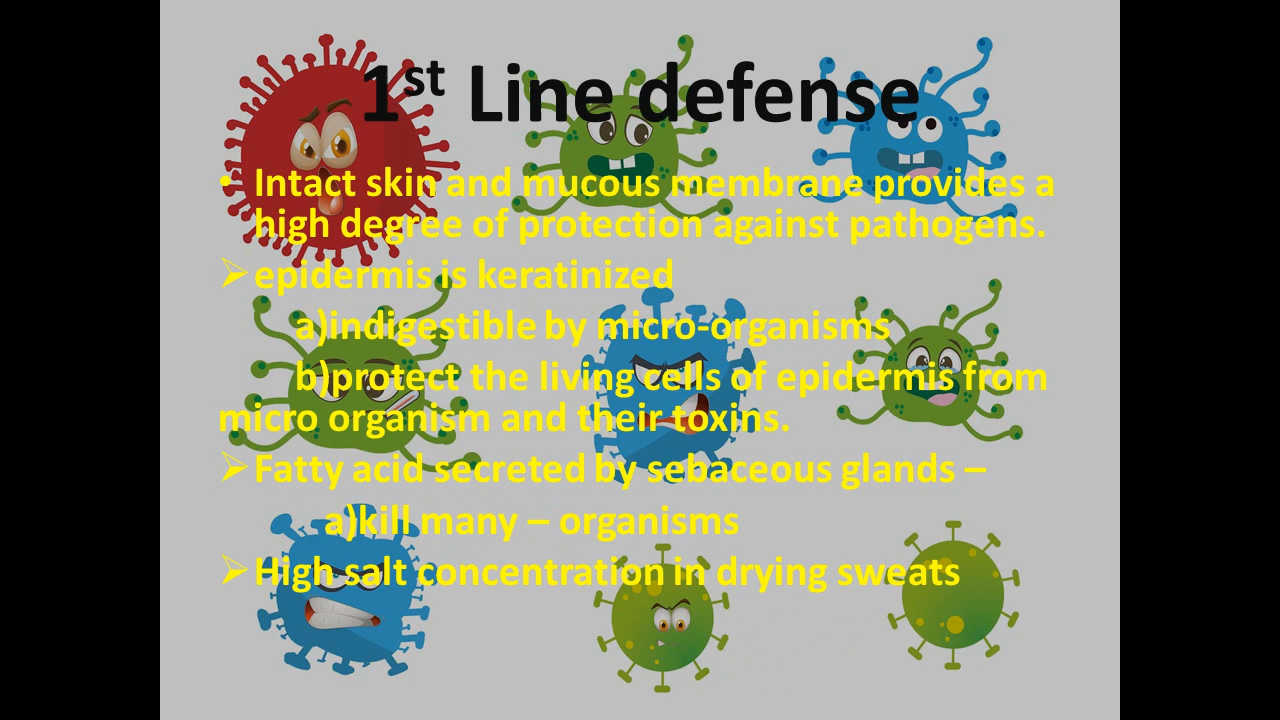 1st Line defense
• Intact skin and mucous membrane provides a
high degree of protection against pathogens.
➢ epidermis is keratinized
a)indigestible by micro-organisms
b)protect the living cells of epidermis from
micro organism and their toxins.
➢ Fatty acid secreted by sebaceous glands –
a)kill many – organisms
➢ High salt concentration in drying sweats